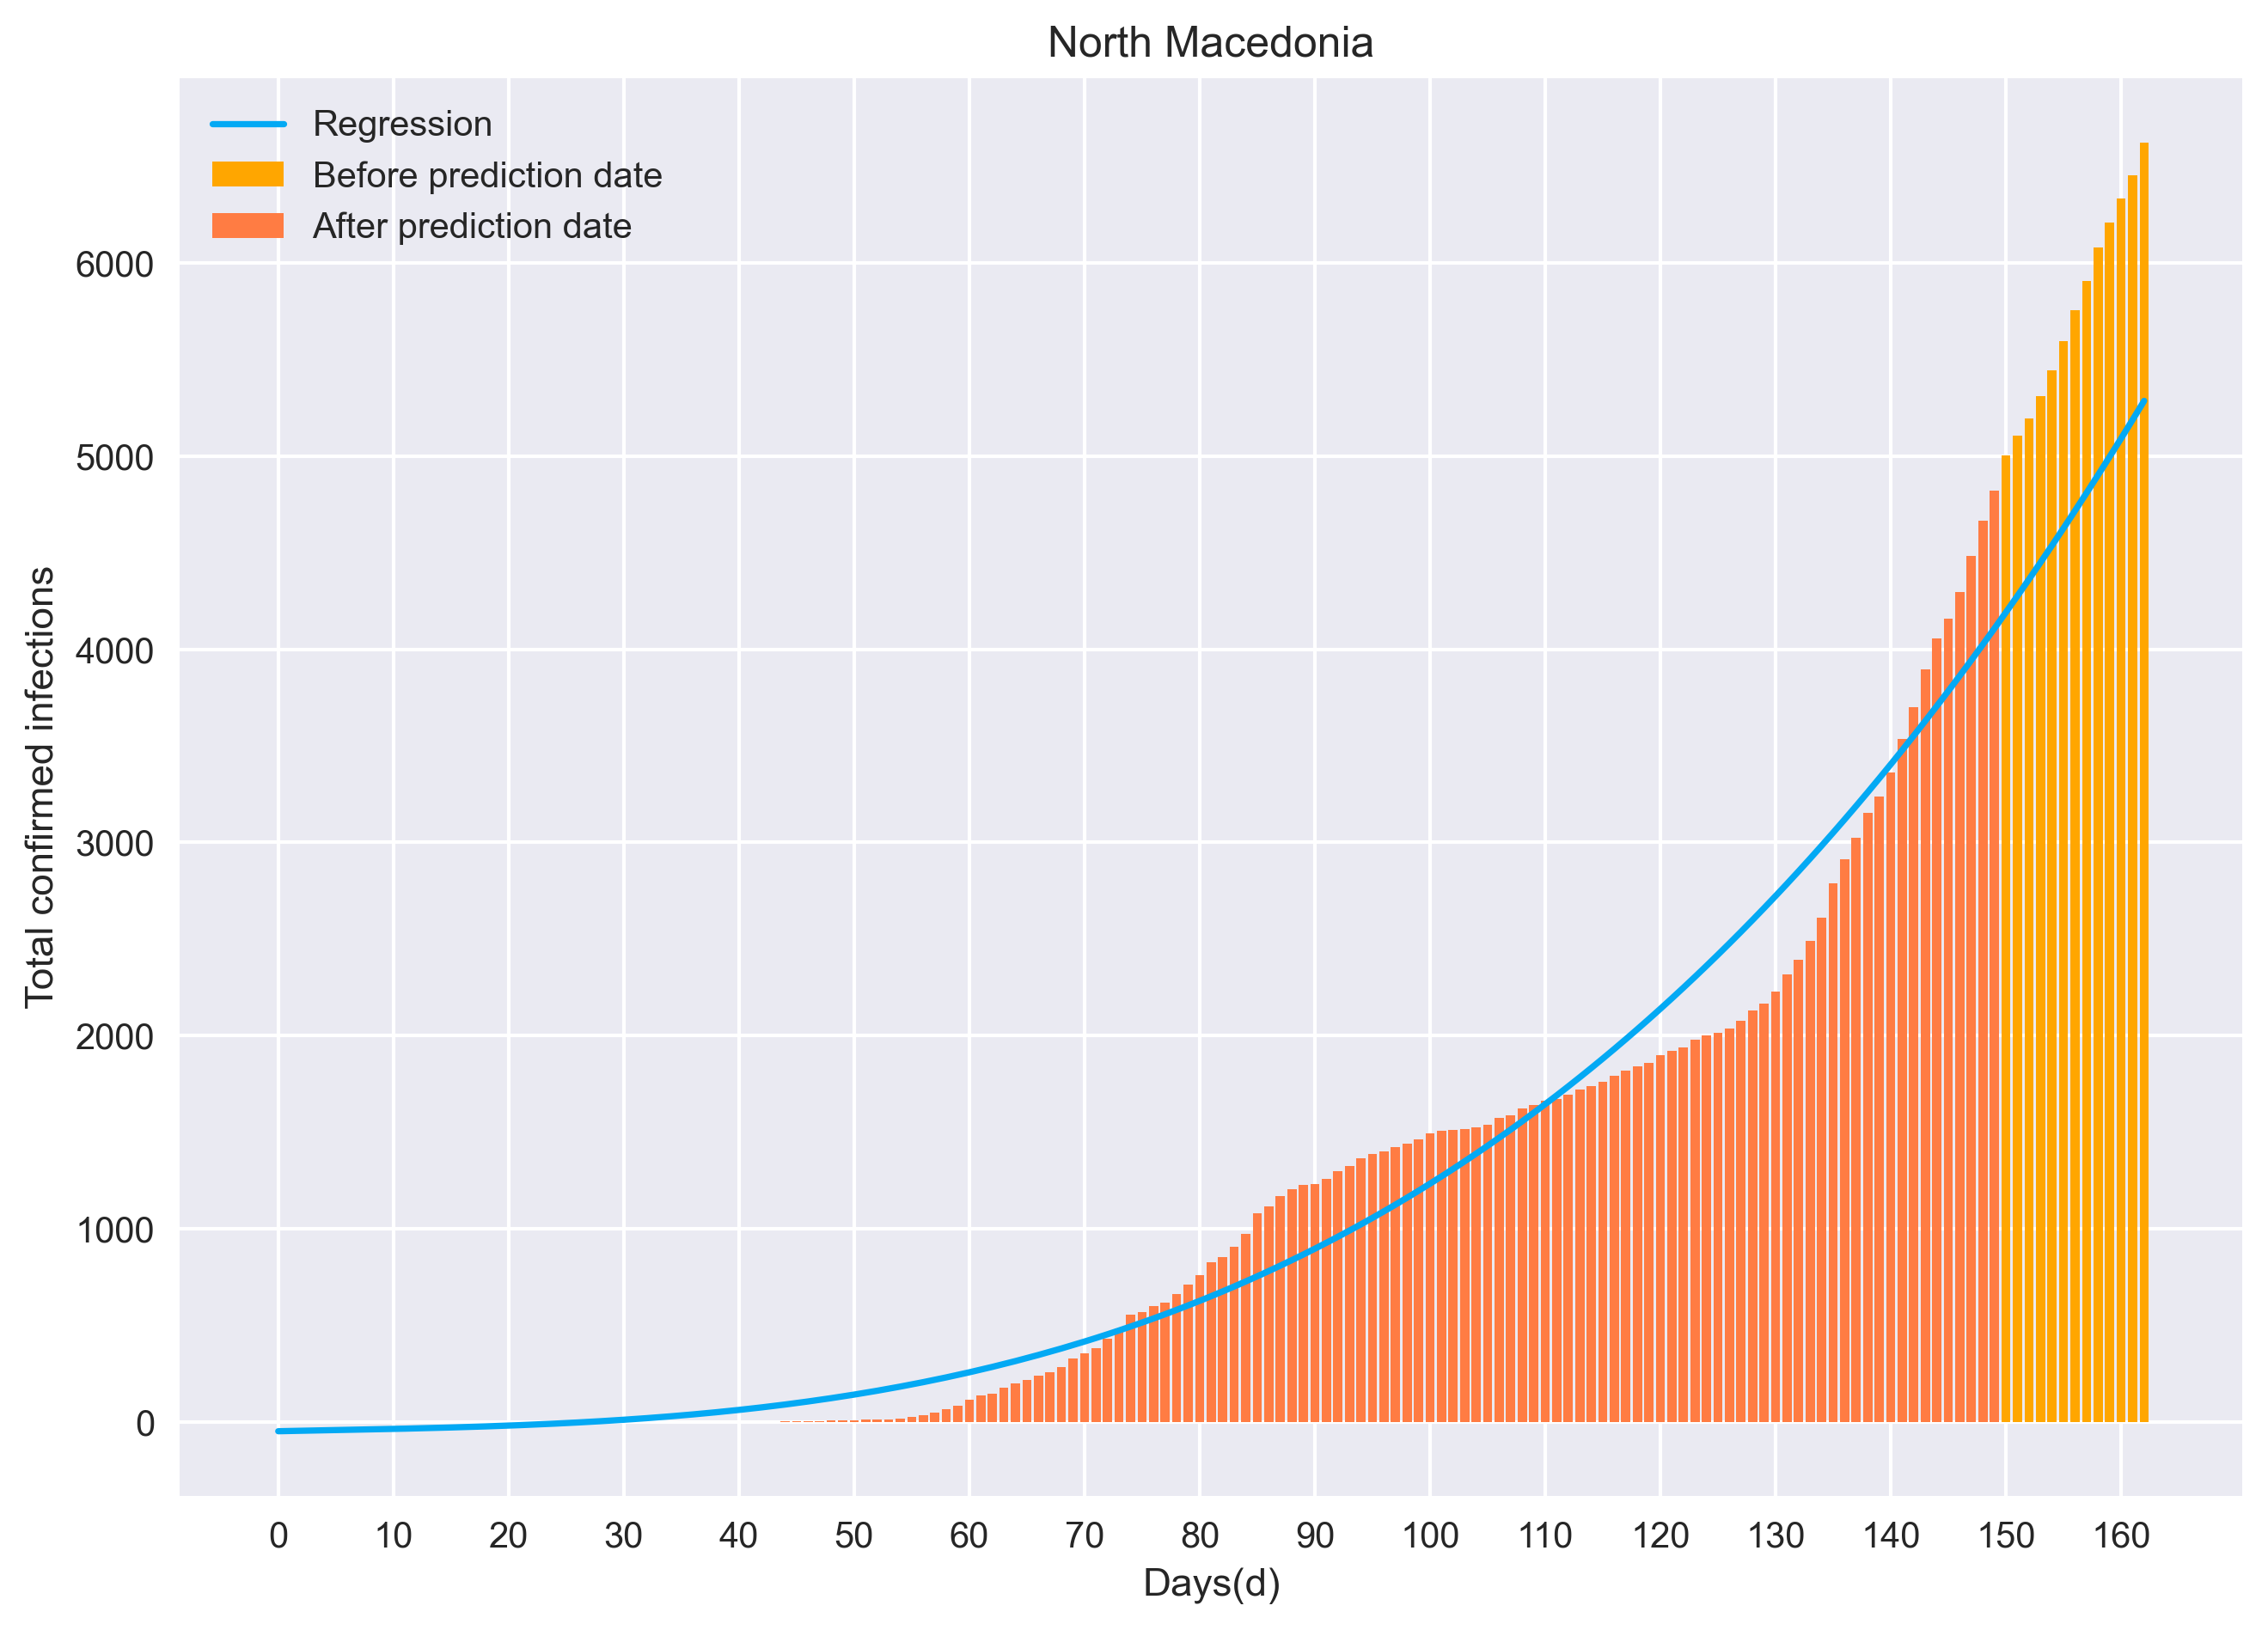 North Macedonia
Regression
Before prediction date
After prediction date
6000
5000
4000
3000
2000
1000
0
Total confirmed infections
0 10 20 30 40 50 60 70 80 90 100 110 120 130 140 150 160
Days(d)